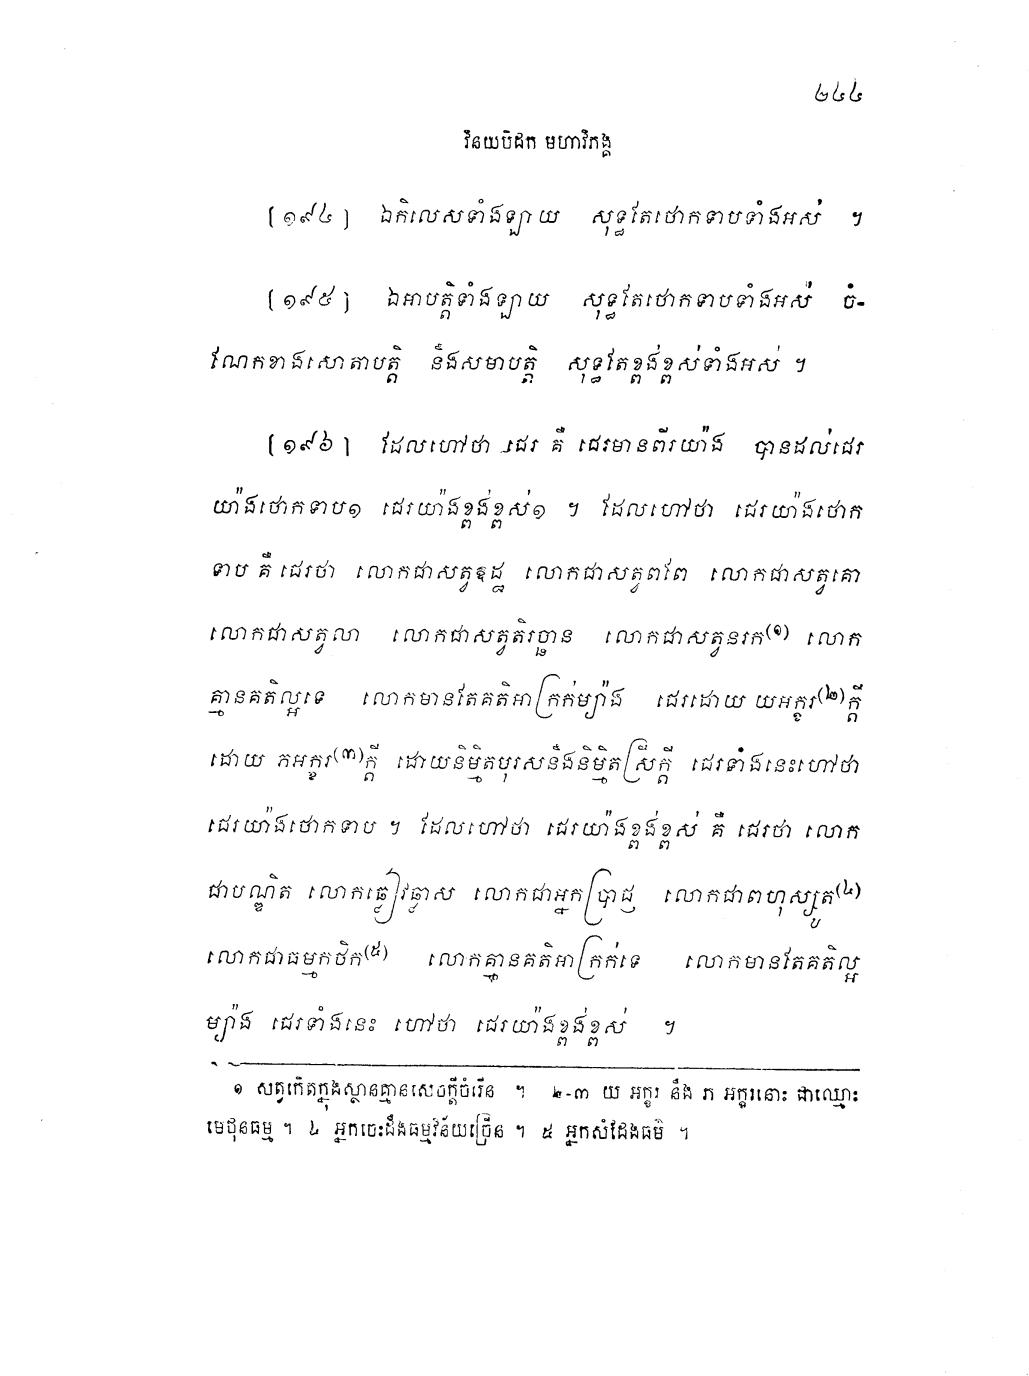 ២៤៤
វិនយបិដក មហាវិភង្គ
[១៩៤] ឯកិលេសទាំងឡាយ សុទ្ធតែថោកទាបទាំងអស់ ។
[១៩៥] ឯអាបត្តិទាំងឡាយ សុទ្ធតែថោកទាបទាំងអស់ ចំ-
ណែកខាងសោតាបត្តិ នឹងសមាបត្តិ សុទ្ធតែខ្ពង់ខ្ពស់ទាំងអស់ ។
[១៩៦] ដែលហៅថា ជេរ គឺ ជេរមានពីរយ៉ាង បានដល់ជេរ
យ៉ាងថោកទាប១ ជេរយ៉ាងខ្ពង់ខ្ពស់១ ។ ដែលហៅថា ជេរយ៉ាងថោក
ទាប គឺ ជេរថា លោកជាសត្វឧដ្ឋ លោកជាសត្វពពែ លោកជាសត្វគោ
លោកជាសត្វលា លោកជាសត្វតិរច្ឆាន លោកជាសត្វនរក(១) លោក
គ្មានគតិល្អទេ លោកមានតែគតិអាក្រក់ម្យ៉ាង ជេរដោយ យអក្ខរ(២)ក្តី
ដោយ ភអក្ខរ(៣)ក្តី ដោយនិម្មិតបុរសនឹងនិម្មិតស្រីក្តី ជេរទាំងនេះហៅថា
ជេរយ៉ាងថោកទាប ។ ដែលហៅថា ជេរយ៉ាងខ្ពង់ខ្ពស់ គឺ ជេរថា លោក
ជាបណ្ឌិត លោកឆ្លៀវឆ្លាស លោកជាអ្នកប្រាជ្ញ លោកជាពហុស្សូត(៤)
លោកជាធម្មកថិក(៥) លោកគ្មានគតិអាក្រក់ទេ លោកមានតែគតិល្អ
ម្យ៉ាង ជេរទាំងនេះ ហៅថា ជេរយ៉ាងខ្ពង់ខ្ពស់ ។
១ សត្វកើតក្នុងស្ថានគ្មានសេចក្តីចំរើន ។ ២-៣ យ អក្ខរ នឹង ភ អក្ខរនោះ ជាឈ្មោះ
មេថុនធម្ម ។ ៤ អ្នកចេះដឹងធម្មវិន័យច្រើន ។ ៥ អ្នកសំដែងធម៌ ។